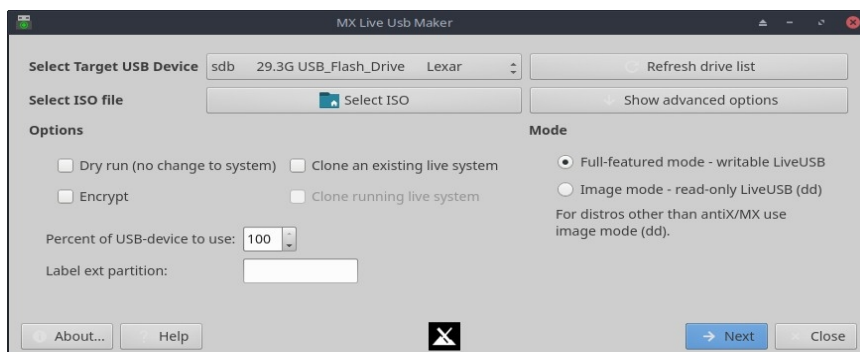 MX Live Usb Maker
Select Target USB Device sdb 29.3G USB_Flash_Drive Lexar Refresh drive list
Select ISO file Select ISO Show advanced options
Options Mode
Dry run (no change to system) Clone an existing live system Full-featured mode - writable LiveUSB
Encrypt Clone running live system Image mode - read-only LiveUSB (dd)
For distros other than antiX/MX use
image mode (dd).
Percent of USB-device to use: 100
Label ext partition:
About... Help Next Close